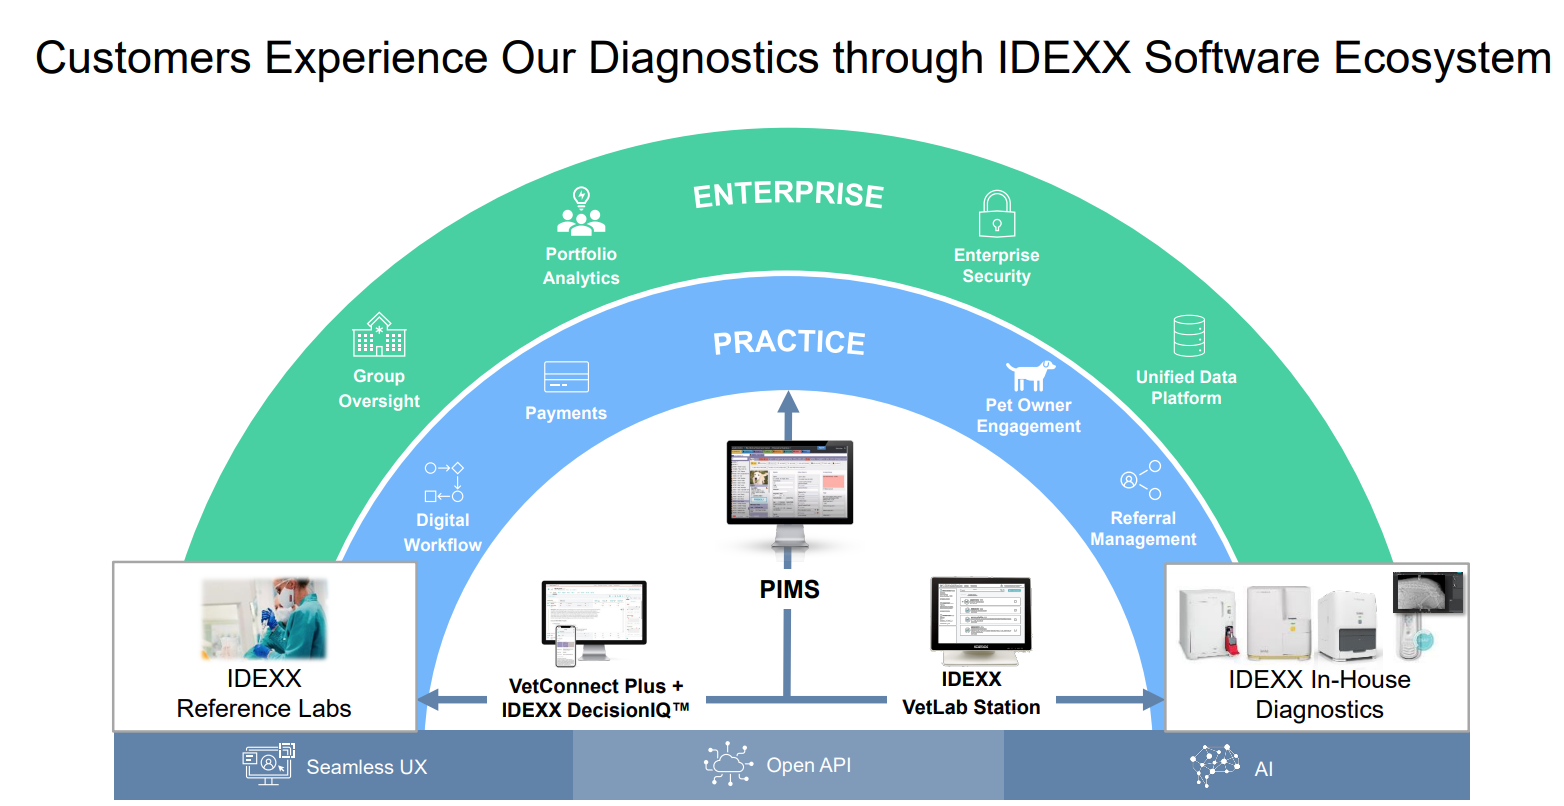 Customers Experience Our Diagnostics through IDEXX Software Ecosystem
ENTERPRISE
Portfolio
Analytics
Enterprise
Security
Group
Oversight
Unified Data
Platform
PRACTICE
Payments
Pet Owner
Engagement
Digital
Workflow
Referral
Management
PIMS
VetConnect Plus +
IDEXX DecisionIQ™
IDEXX
VetLab Station
IDEXX
Reference Labs
IDEXX In-House
Diagnostics
Seamless UX
Open API
AI